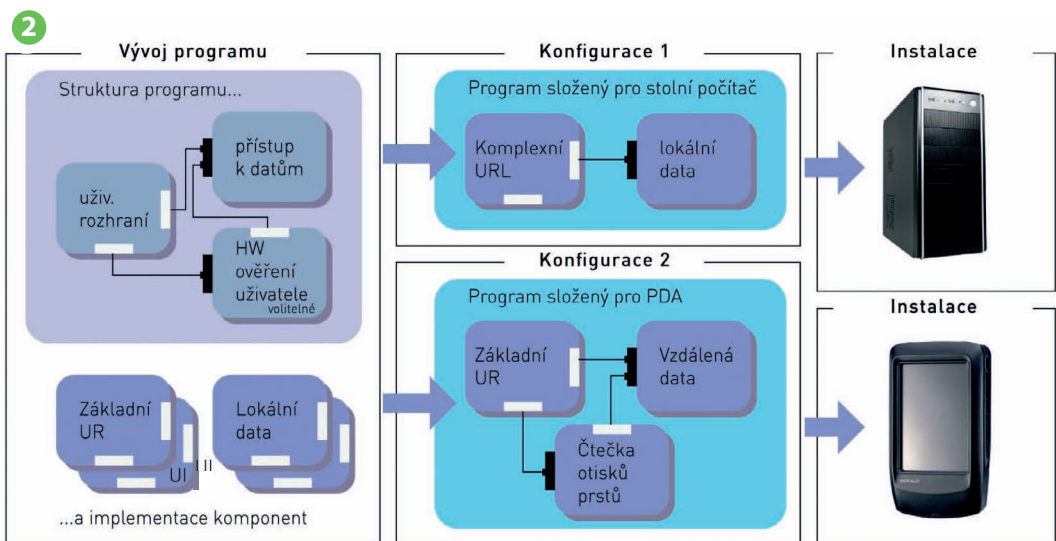 2
Vývoj programu
Struktura programu...
přístup
k datům
uživ.
rozhraní
HW
ověření
uživatele
volitelné
Základní
UR
UI
II
Lokální
data
...a implementace komponent
Konfigurace 1
Program složený pro stolní počítač
Komplexní
URL
lokální
data
Konfigurace 2
Program složený pro PDA
Základní
UR
Vzdálená
data
Čtečka
otisků
prstů
Instalace
Instalace